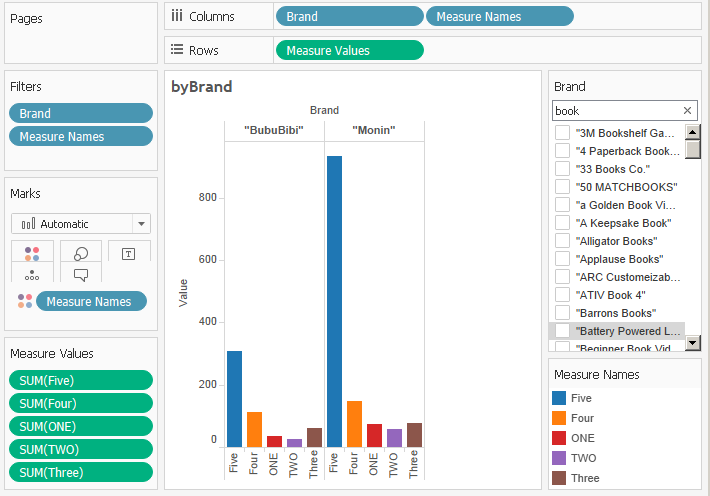 Pages
Columns
Brand
Measure Names
Rows
Measure Values
Filters
Brand
Measure Names
Marks
Automatic
T
Measure Names
Measure Values
SUM(Five)
SUM(Four)
SUM(ONE)
SUM(TWO)
SUM(Three)
byBrand
Brand
"BubuBibi"
"Monin"
Value
800
600
400
200
0
Five
Four
ONE
TWO
Three
Five
Four
ONE
TWO
Three
Brand
book
"3M Bookshelf Ga...
"4 Paperback Book...
"33 Books Co."
"50 MATCHBOOKS"
"a Golden Book Vi...
"A Keepsake Book"
"Alligator Books"
"Applause Books"
"ARC Customeizab...
"ATIV Book 4"
"Barrons Books"
"Battery Powered L...
"Beginner Book Vid...
Measure Names
Five
Four
ONE
TWO
Three